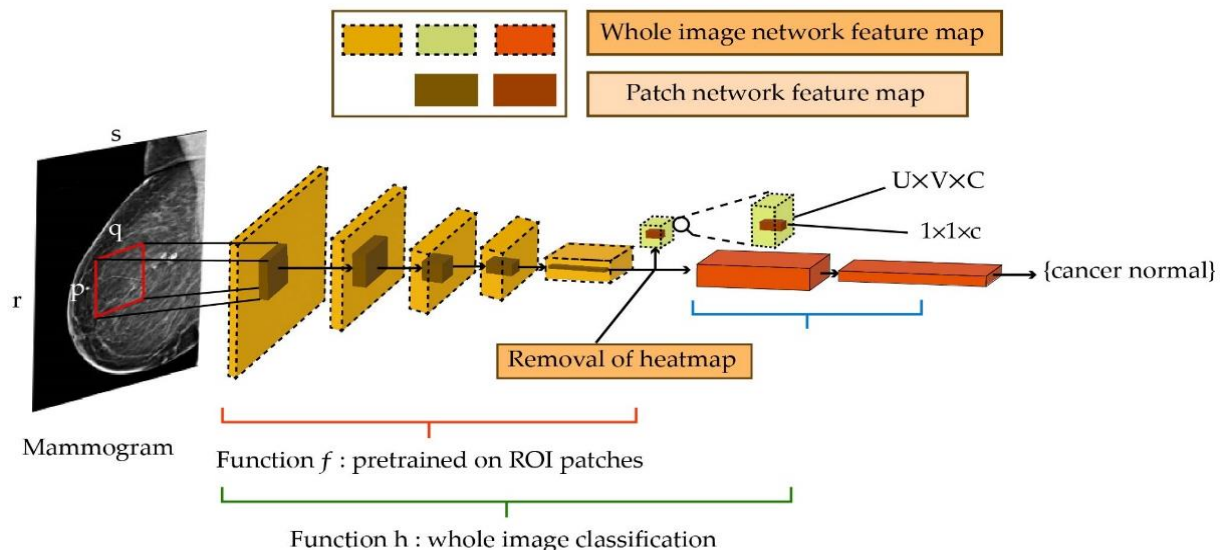 Whole image network feature map
Patch network feature map
s
q
p
r
U×V×C
1×1×c
{cancer normal}
Removal of heatmap
Mammogram
Function f : pretrained on ROI patches
Function h : whole image classification